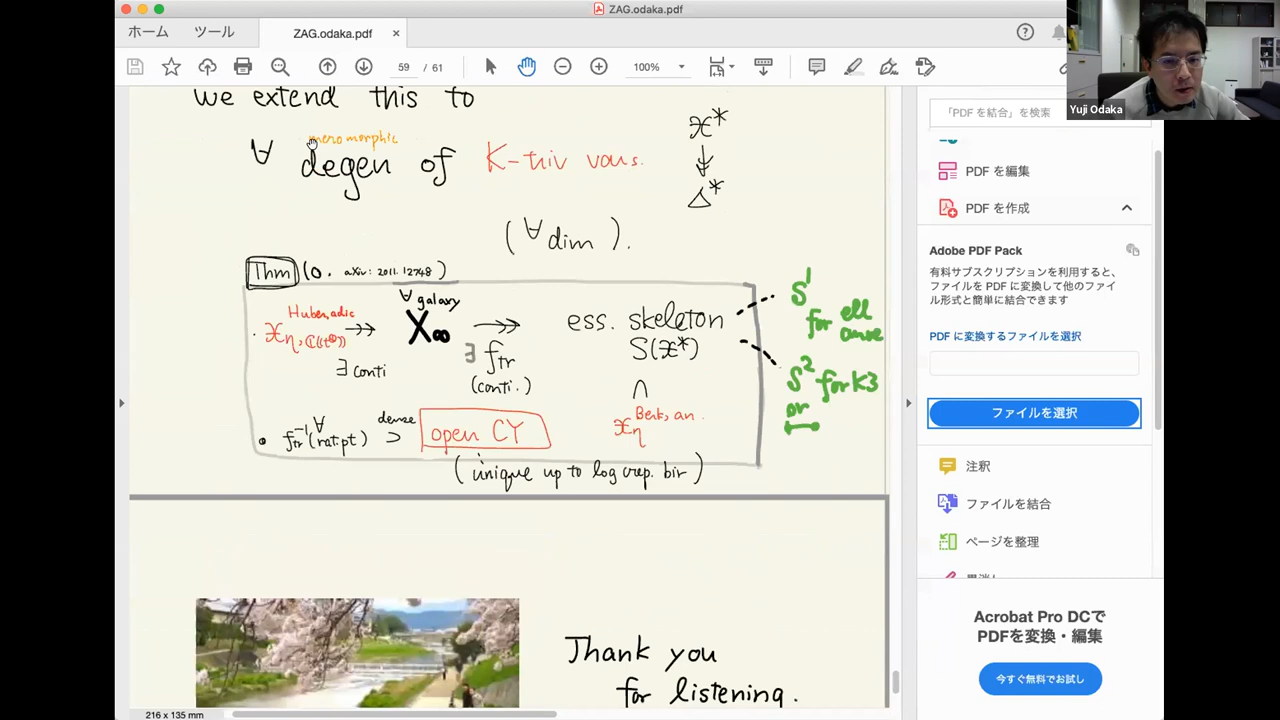 ZAG.odaka.pdf
ホーム ツール ZAG.odaka.pdf ×
59 / 61 100%
Yuji Odaka
「PDF を結合」を検索
we extend this to
meromorphic
∀ degen of K-triv vars.
𝒳*
↓
Δ*
(∀dim).
Thm (O. arXiv: 2011.12748)
Huber, adic
∀ galaxy
𝒳η, ℂ((t^ℚ)) ↠ X∞ ↠ ess. skeleton
S(𝒳*)
∃ conti
∃ ftr
(conti.)
∩
𝒳η Berk, an.
• ftr⁻¹(∀rat.pt) dense ⊃ open CY
(unique up to log crep. bir)
S¹
for ell
curve
S² for K3
or
Thank you
for listening.
216 x 135 mm
PDF を編集
PDF を作成
Adobe PDF Pack
有料サブスクリプションを利用すると、
ファイルを PDF に変換して他のファ
イル形式と簡単に結合できます
PDF に変換するファイルを選択
ファイルを選択
注釈
ファイルを結合
ページを整理
Acrobat Pro DCで
PDFを変換・編集
今すぐ無料でお試し